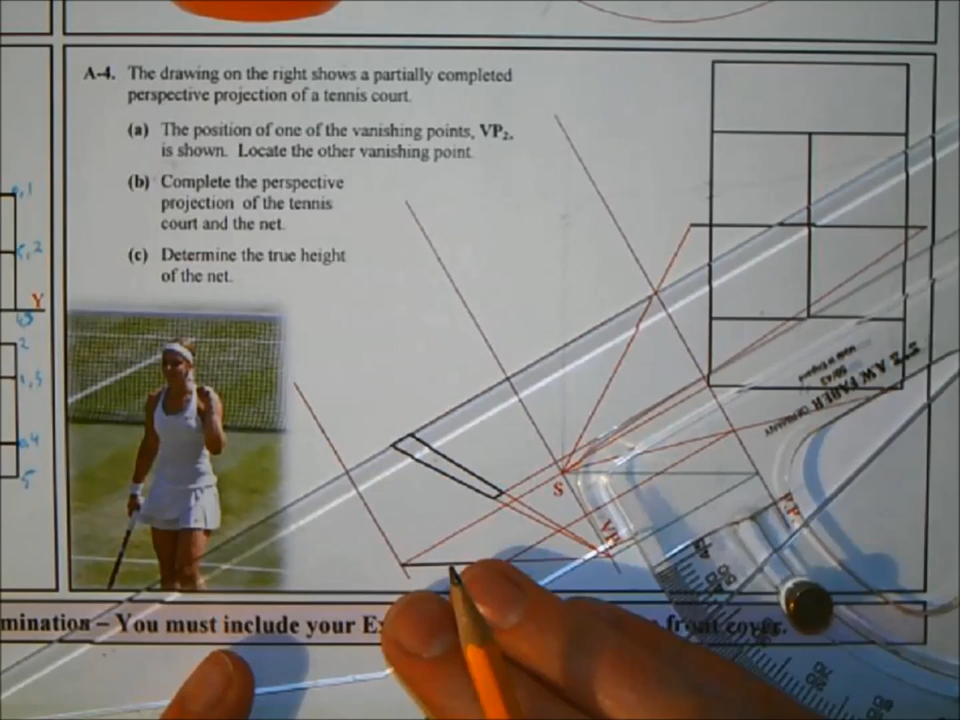 A-4. The drawing on the right shows a partially completed
perspective projection of a tennis court.
(a) The position of one of the vanishing points, VP2,
is shown. Locate the other vanishing point.
(b) Complete the perspective
projection of the tennis
court and the net.
(c) Determine the true height
of the net.
Y
S
VP
P.P.
A.W. FABER GERMANY
mination – You must include your
front cover.